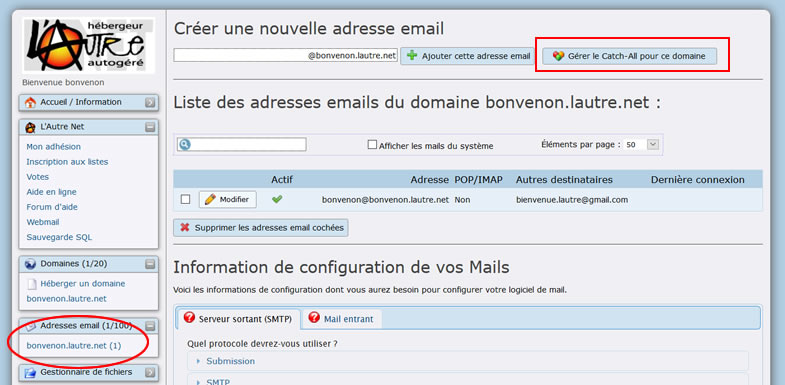 hébergeur
L'Autre
autogéré
Bienvenue bonvenon
Accueil / Information
L'Autre Net
Mon adhésion
Inscription aux listes
Votes
Aide en ligne
Forum d'aide
Webmail
Sauvegarde SQL
Domaines (1/20)
Héberger un domaine
bonvenon.lautre.net
Adresses email (1/100)
bonvenon.lautre.net (1)
Gestionnaire de fichiers
Créer une nouvelle adresse email
@bonvenon.lautre.net Ajouter cette adresse email Gérer le Catch-All pour ce domaine
Liste des adresses emails du domaine bonvenon.lautre.net :
Afficher les mails du système Éléments par page : 50
Actif Adresse POP/IMAP Autres destinataires Dernière connexion
Modifier bonvenon@bonvenon.lautre.net Non bienvenue.lautre@gmail.com
Supprimer les adresses email cochées
Information de configuration de vos Mails
Voici les informations de configuration dont vous aurez besoin pour configurer votre logiciel de mail.
Serveur sortant (SMTP) Mail entrant
Quel protocole devrez-vous utiliser ?
Submission
SMTP